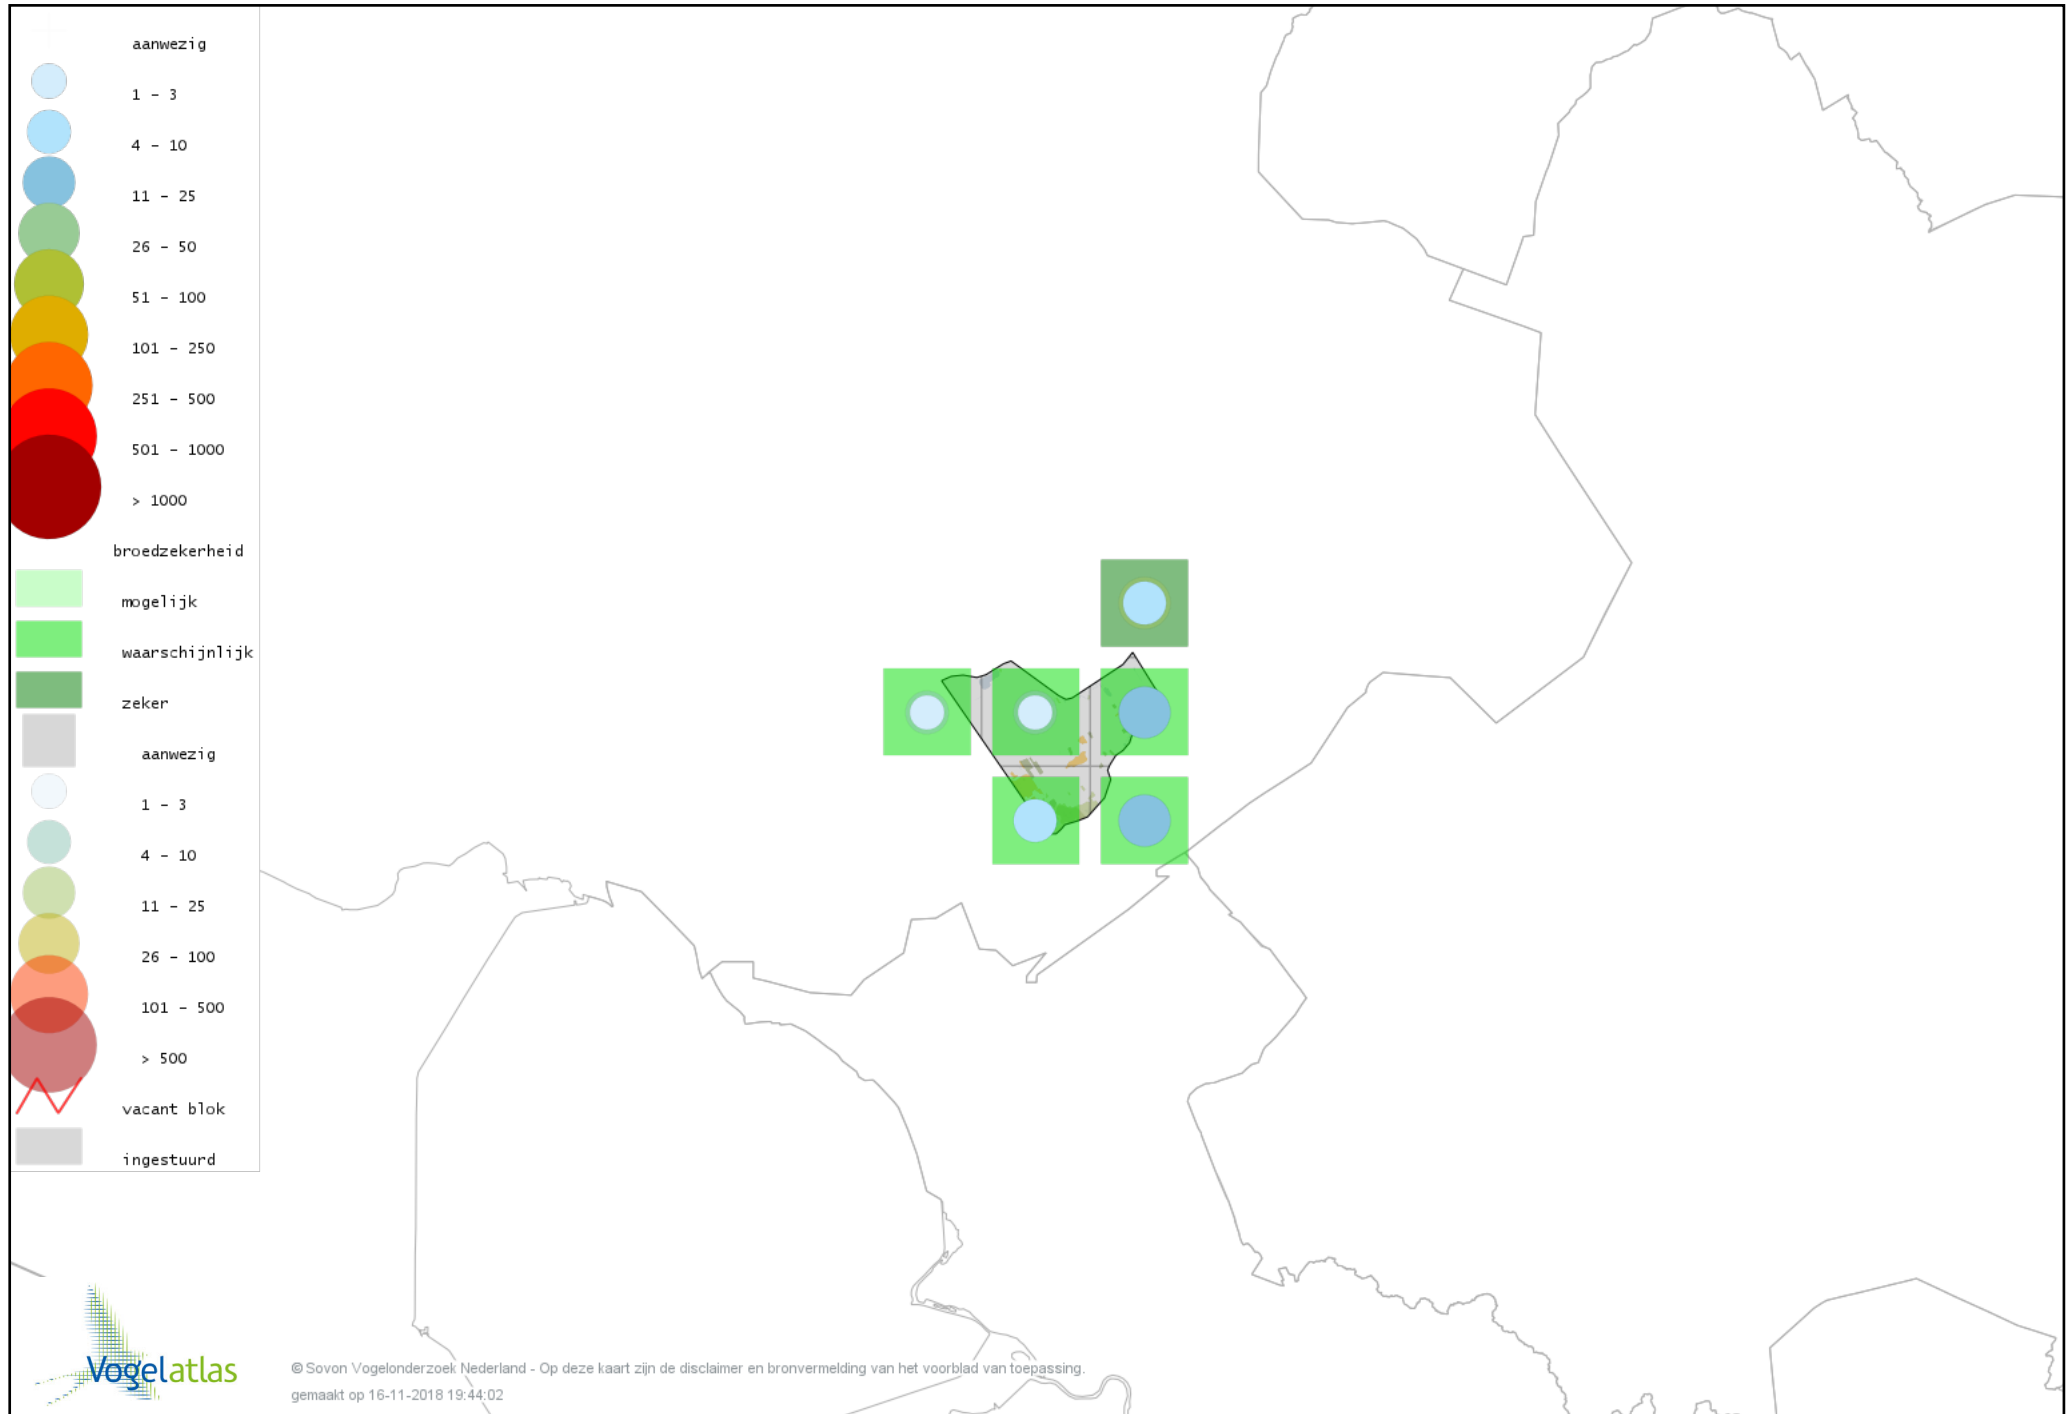 aanwezig
1 - 3
4 - 10
11 - 25
26 - 50
51 - 100
101 - 250
251 - 500
501 - 1000
> 1000
broedzekerheid
mogelijk
waarschijnlijk
zeker
aanwezig
1 - 3
4 - 10
11 - 25
26 - 100
101 - 500
> 500
vacant blok
ingestuurd
Vogelatlas
© Sovon Vogelonderzoek Nederland - Op deze kaart zijn de disclaimer en bronvermelding van het voorblad van toepassing.
gemaakt op 16-11-2018 19:44:02